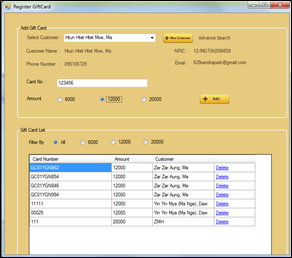 Register GiftCard
Add Gift Card
Select Customer : Htun Htet Htet Moe, Ma New Customer Advance Search
Customer Name : Htun Htet Htet Moe, Ma NRIC : 12/MGT(N)096659
Phone Number : 095106729 Email : 628sandrapark@gmail.com
Card No : 123456
Amount 6000 12000 20000 Add
Gift Card List
Filter By All 6000 12000 20000
Card Number Amount Customer
GC01YGN862 12000 Zar Zar Aung, Ma Delete
GC01YGN854 12000 Zar Zar Aung, Ma Delete
GC01YGN846 12000 Zar Zar Aung, Ma Delete
GC01YGN994 12000 Zar Zar Aung, Ma Delete
11111 12000 Yin Yin Mya (Ma Nge), Daw Delete
00025 12000 Yin Yin Mya (Ma Nge), Daw Delete
111 20000 ZMH Delete